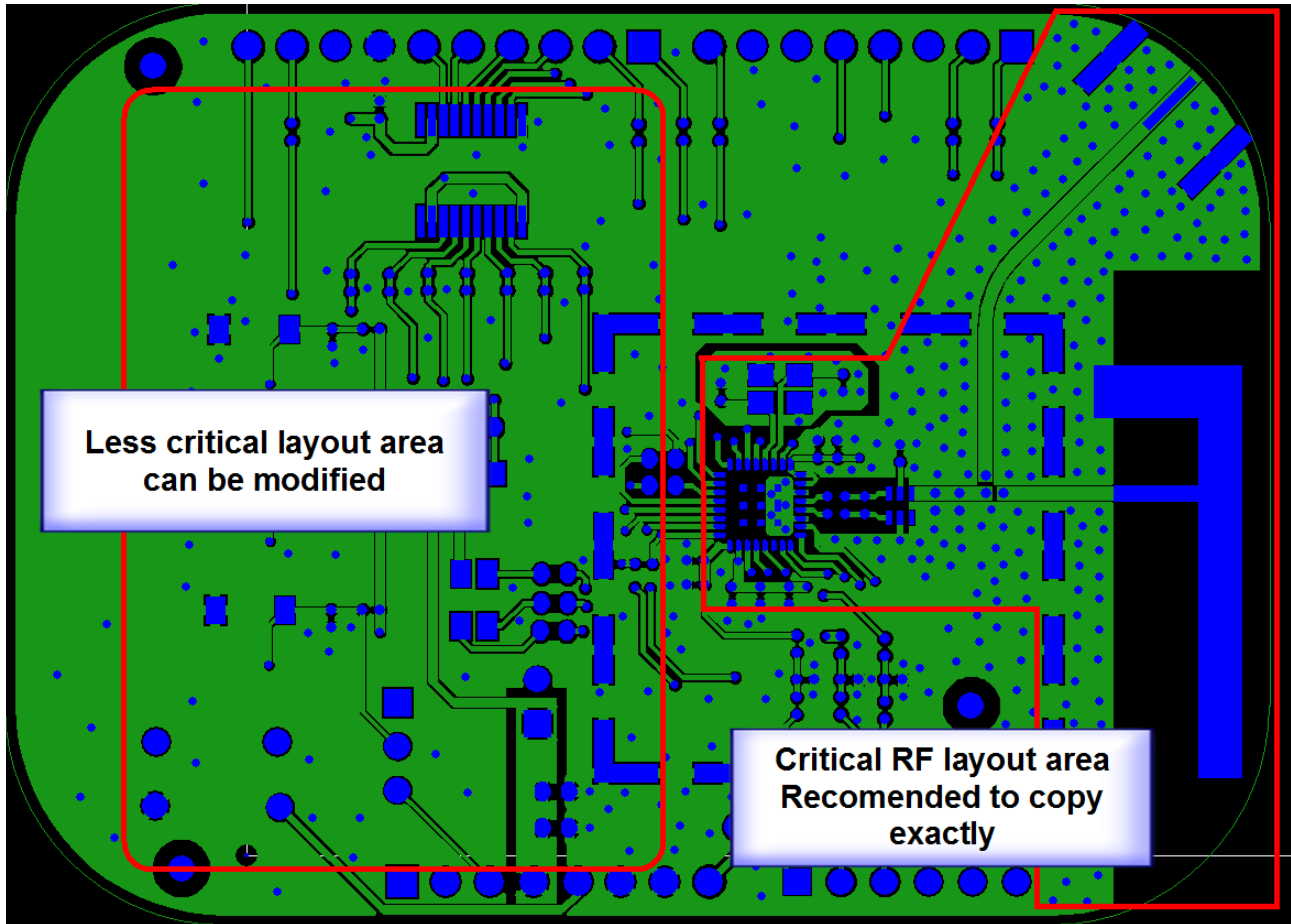 Less critical layout area
can be modified
Critical RF layout area
Recomended to copy
exactly